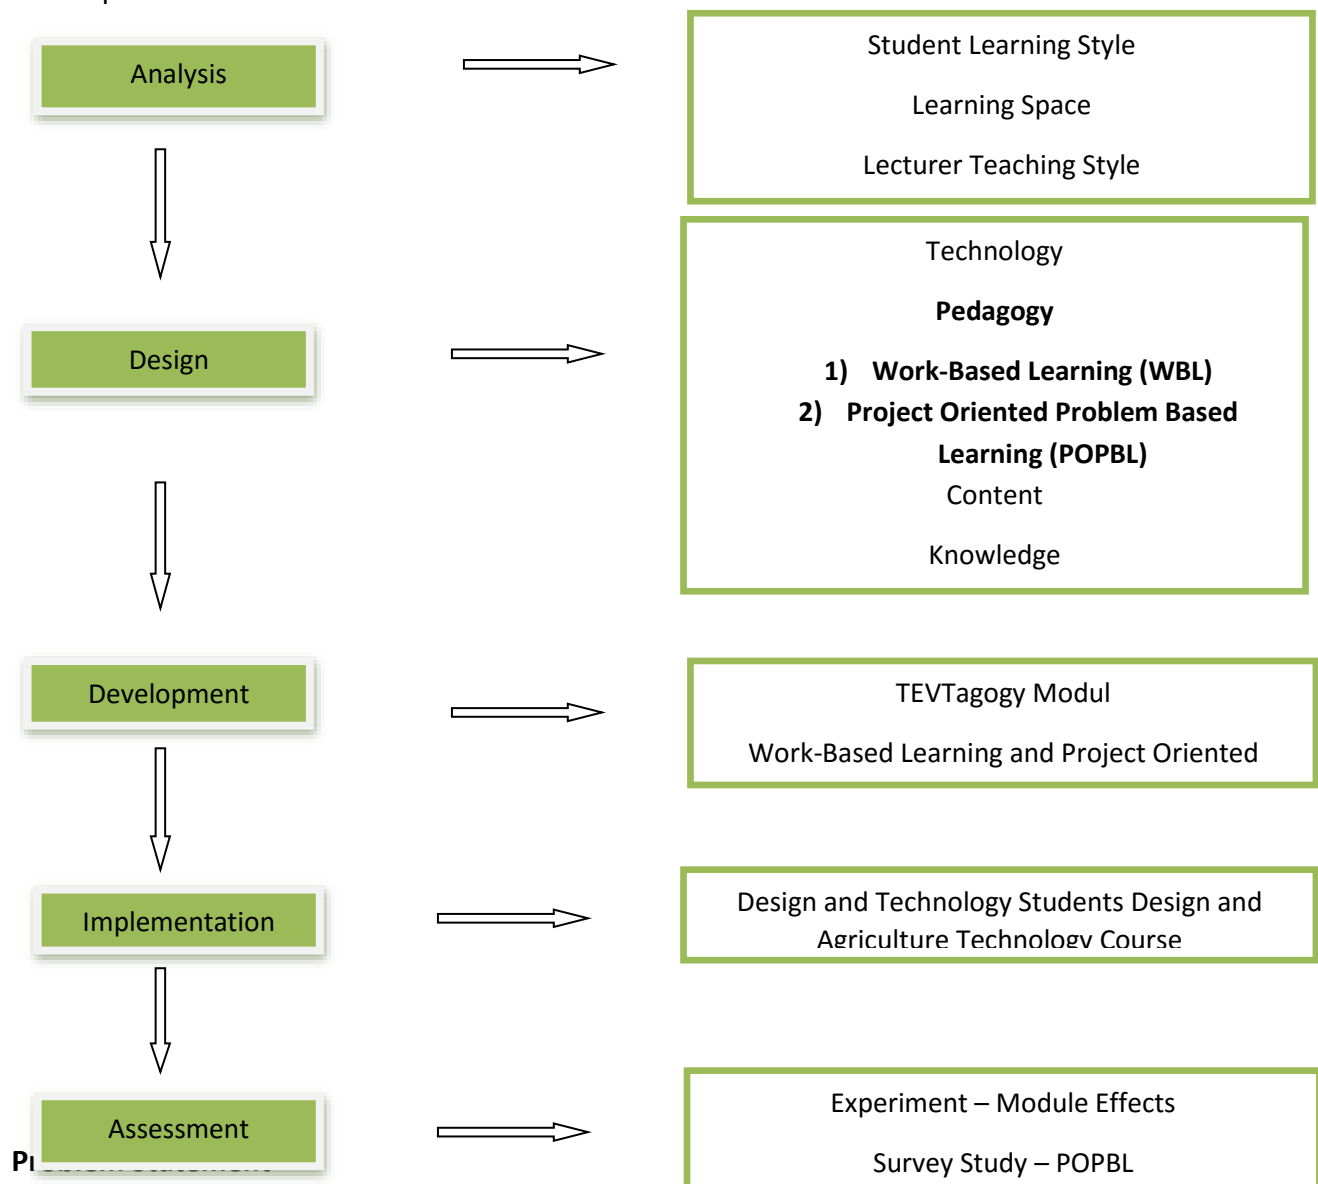 Analysis
Student Learning Style
Learning Space
Lecturer Teaching Style
Design
Technology
Pedagogy
1) Work-Based Learning (WBL)
2) Project Oriented Problem Based
Learning (POPBL)
Content
Knowledge
Development
TEVTagogy Modul
Work-Based Learning and Project Oriented
Implementation
Design and Technology Students Design and
Agriculture Technology Course
Assessment
Experiment – Module Effects
Survey Study – POPBL